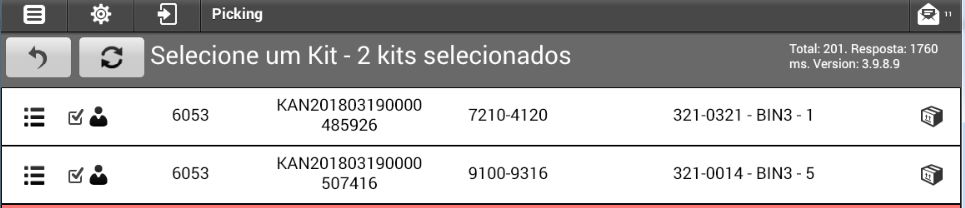 Picking
11
Selecione um Kit - 2 kits selecionados
Total: 201. Resposta: 1760
ms. Version: 3.9.8.9
6053
KAN201803190000
485926
7210-4120
321-0321 - BIN3 - 1
6053
KAN201803190000
507416
9100-9316
321-0014 - BIN3 - 5